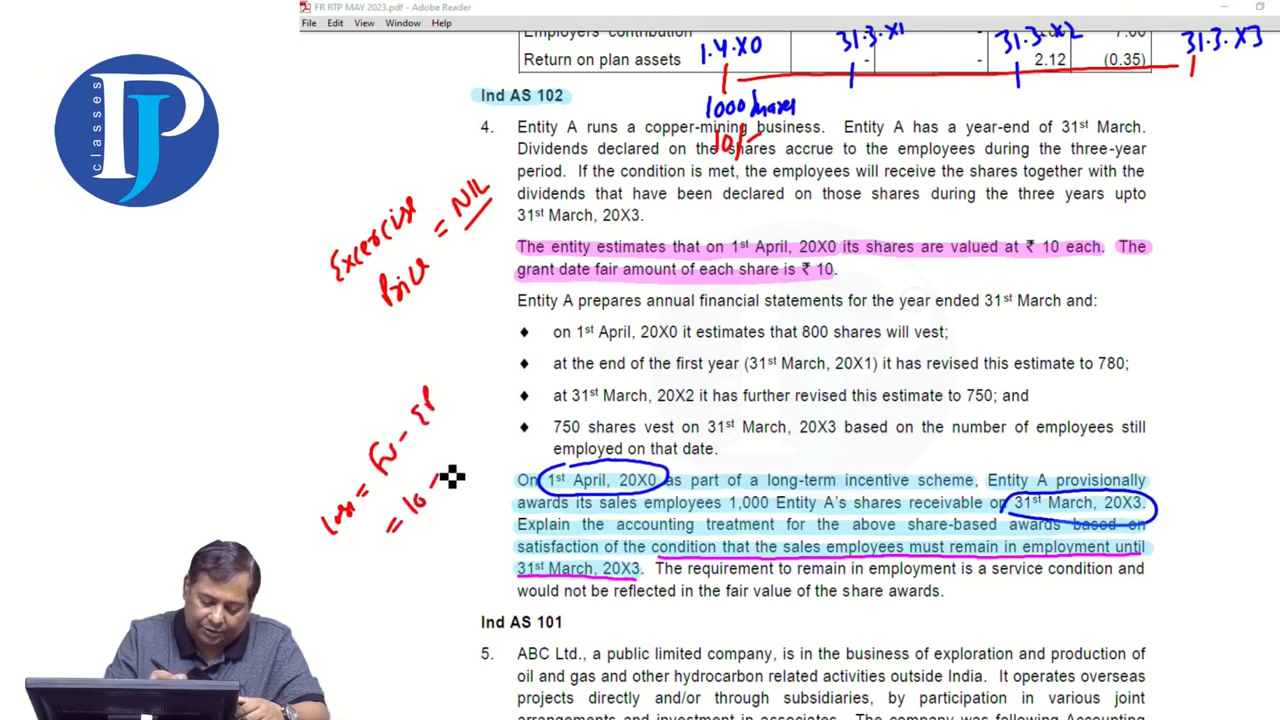 FR RTP MAY 2023.pdf - Adobe Reader
File Edit View Window Help
1.4.X0 31.3.X1 31.3.X2 31.3.X3
Return on plan assets - - 2.12 (0.35)
Ind AS 102
1000 Shares
10/-
4. Entity A runs a copper-mining business. Entity A has a year-end of 31st March.
Dividends declared on the shares accrue to the employees during the three-year
period. If the condition is met, the employees will receive the shares together with the
dividends that have been declared on those shares during the three years upto
31st March, 20X3.
The entity estimates that on 1st April, 20X0 its shares are valued at ₹ 10 each. The
grant date fair amount of each share is ₹ 10.
Entity A prepares annual financial statements for the year ended 31st March and:
♦ on 1st April, 20X0 it estimates that 800 shares will vest;
♦ at the end of the first year (31st March, 20X1) it has revised this estimate to 780;
♦ at 31st March, 20X2 it has further revised this estimate to 750; and
♦ 750 shares vest on 31st March, 20X3 based on the number of employees still
employed on that date.
On 1st April, 20X0 as part of a long-term incentive scheme, Entity A provisionally
awards its sales employees 1,000 Entity A's shares receivable on 31st March, 20X3.
Explain the accounting treatment for the above share-based awards based on
satisfaction of the condition that the sales employees must remain in employment until
31st March, 20X3. The requirement to remain in employment is a service condition and
would not be reflected in the fair value of the share awards.
Ind AS 101
5. ABC Ltd., a public limited company, is in the business of exploration and production of
oil and gas and other hydrocarbon related activities outside India. It operates overseas
projects directly and/or through subsidiaries, by participation in various joint
arrangements and investment in associates. The company was following Accounting
PJ
classes
Excercise
Price = NIL
Loss = FV - EP
= 10 -